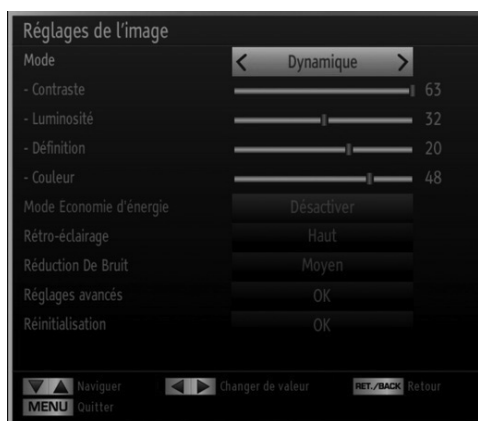 Réglages de l'image
Mode Dynamique
- Contraste 63
- Luminosité 32
- Définition 20
- Couleur 48
Mode Economie d'énergie Désactiver
Rétro-éclairage Haut
Réduction De Bruit Moyen
Réglages avancés OK
Réinitialisation OK
Naviguer Changer de valeur RET./BACK Retour
MENU Quitter